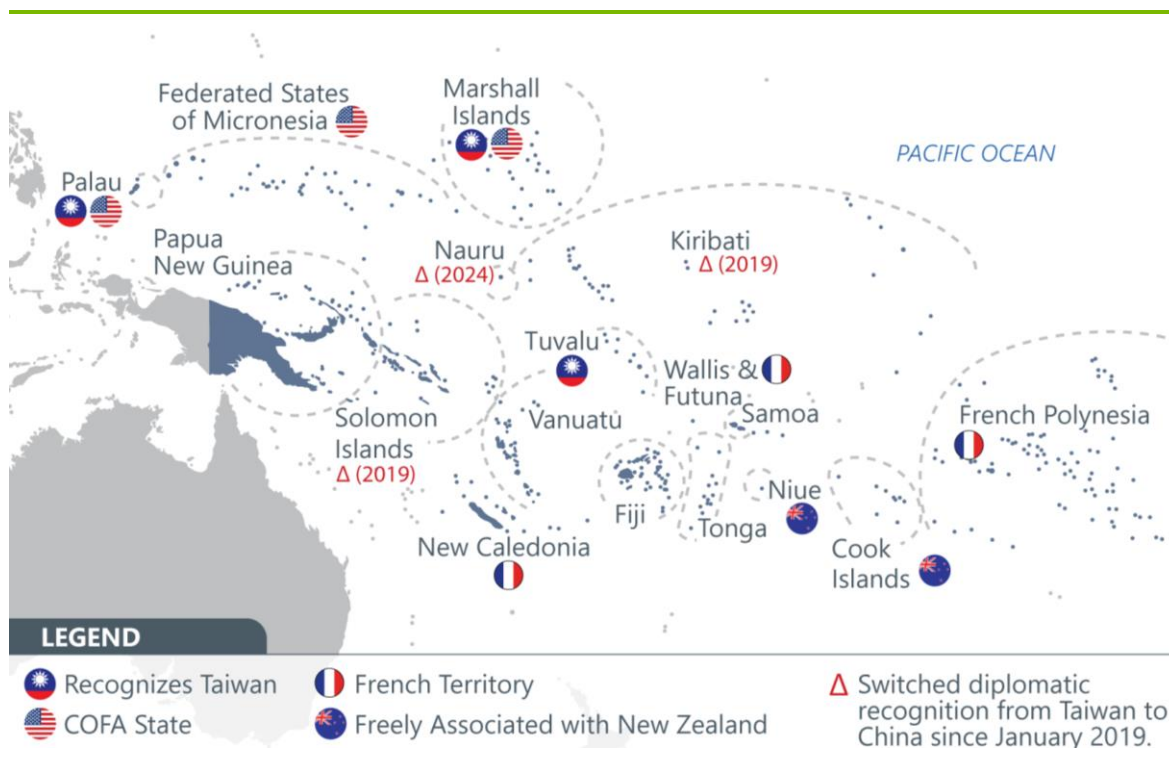 Federated States
of Micronesia
Marshall
Islands
PACIFIC OCEAN
Palau
Papua
New Guinea
Nauru
Δ (2024)
Kiribati
Δ (2019)
Tuvalu
Wallis &
Futuna
Samoa
Vanuatu
French Polynesia
Solomon
Islands
Δ (2019)
Fiji
Tonga
Niue
New Caledonia
Cook
Islands
LEGEND
Recognizes Taiwan
COFA State
French Territory
Freely Associated with New Zealand
Δ Switched diplomatic
recognition from Taiwan to
China since January 2019.